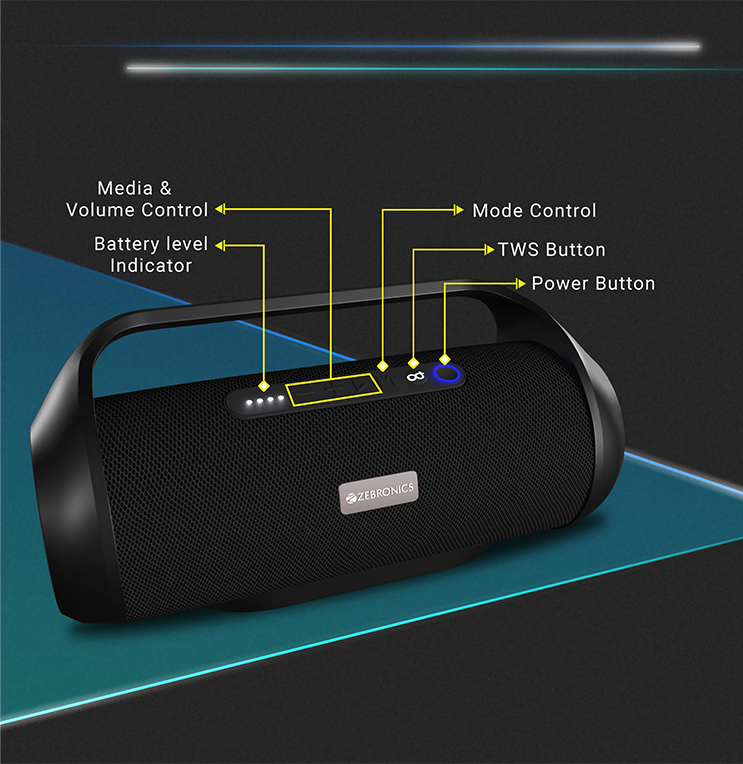 Media &
Volume Control
Mode Control
Battery level
Indicator
TWS Button
Power Button
ZEBRONICS